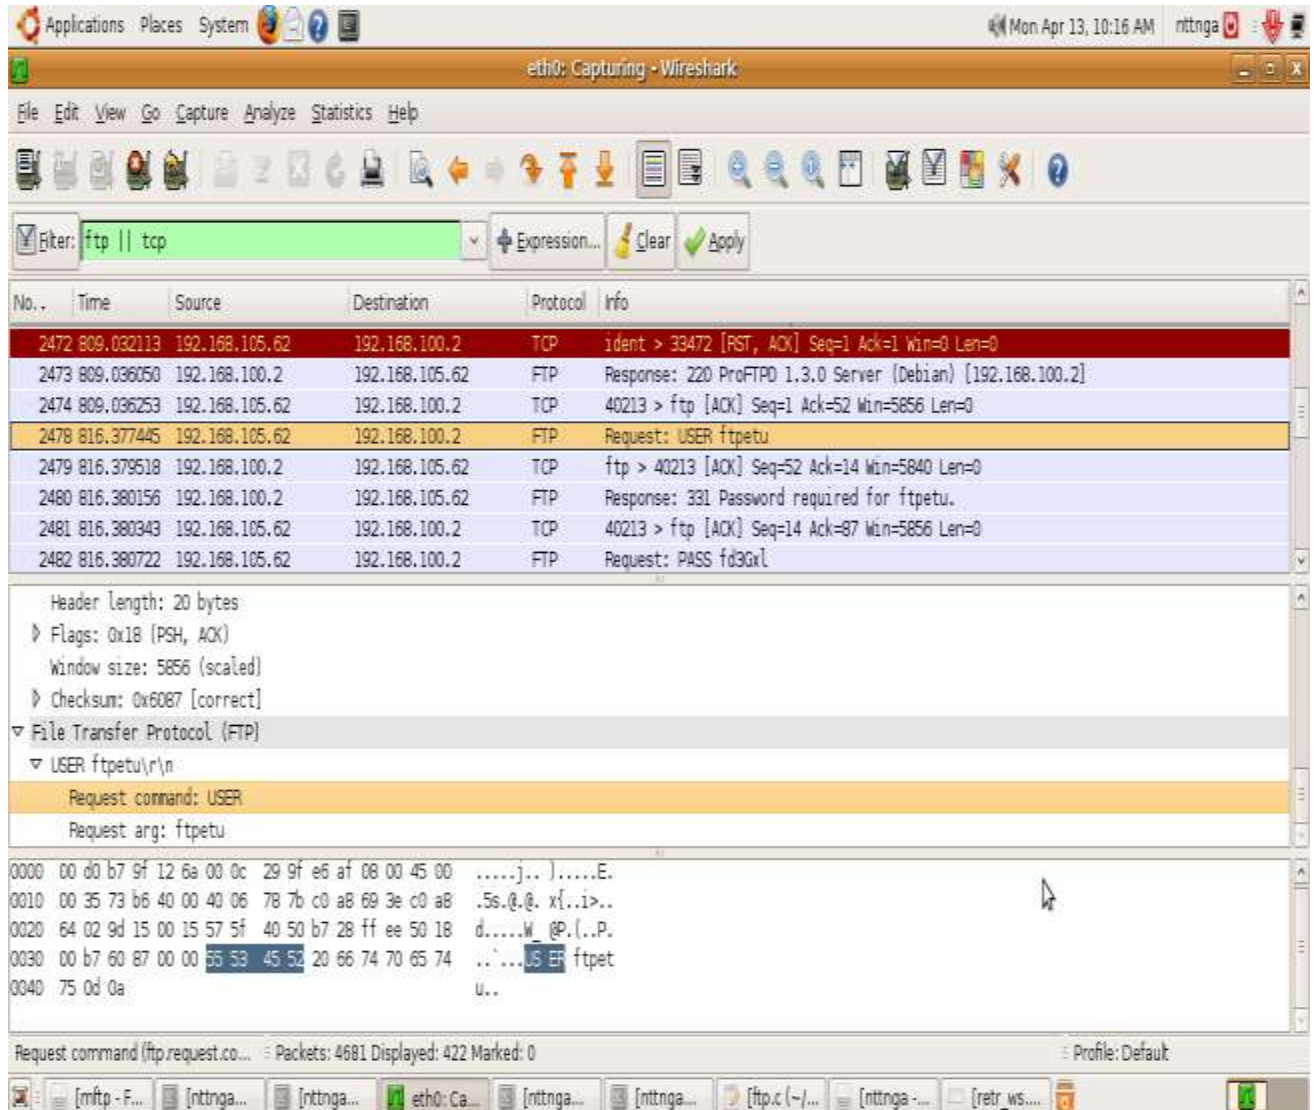 Applications Places System Mon Apr 13, 10:16 AM nttnga
eth0: Capturing - Wireshark
File Edit View Go Capture Analyze Statistics Help
Filter: ftp || tcp Expression... Clear Apply
No. . Time Source Destination Protocol Info
2472 809.032113 192.168.105.62 192.168.100.2 TCP ident > 33472 [RST, ACK] Seq=1 Ack=1 Win=0 Len=0
2473 809.036050 192.168.100.2 192.168.105.62 FTP Response: 220 ProFTPD 1.3.0 Server (Debian) [192.168.100.2]
2474 809.036253 192.168.105.62 192.168.100.2 TCP 40213 > ftp [ACK] Seq=1 Ack=52 Win=5856 Len=0
2478 816.377445 192.168.105.62 192.168.100.2 FTP Request: USER ftpetu
2479 816.379518 192.168.100.2 192.168.105.62 TCP ftp > 40213 [ACK] Seq=52 Ack=14 Win=5840 Len=0
2480 816.380156 192.168.100.2 192.168.105.62 FTP Response: 331 Password required for ftpetu.
2481 816.380343 192.168.105.62 192.168.100.2 TCP 40213 > ftp [ACK] Seq=14 Ack=87 Win=5856 Len=0
2482 816.380722 192.168.105.62 192.168.100.2 FTP Request: PASS fd3Gxl
Header length: 20 bytes
Flags: 0x18 (PSH, ACK)
Window size: 5856 (scaled)
Checksum: 0x6087 [correct]
File Transfer Protocol (FTP)
USER ftpetu\r\n
Request command: USER
Request arg: ftpetu
0000 00 d0 b7 9f 12 6a 00 0c 29 9f e6 af 08 00 45 00 .....j.. ).....E.
0010 00 35 73 b6 40 00 40 06 78 7b c0 a8 69 3e c0 a8 .5s.@.@. x{..i>..
0020 64 02 9d 15 00 15 57 5f 40 50 b7 28 ff ee 50 18 d.....W_ @P.(..P.
0030 00 b7 60 87 00 00 55 53 45 52 20 66 74 70 65 74 ..`...US ER ftpet
0040 75 0d 0a u..
Request command (ftp.request.co... Packets: 4681 Displayed: 422 Marked: 0 Profile: Default
[mftp - F... [nttnga... [nttnga... eth0: Ca... [nttnga... [nttnga... [ftp.c (~/... [nttnga -... [retr_ws....